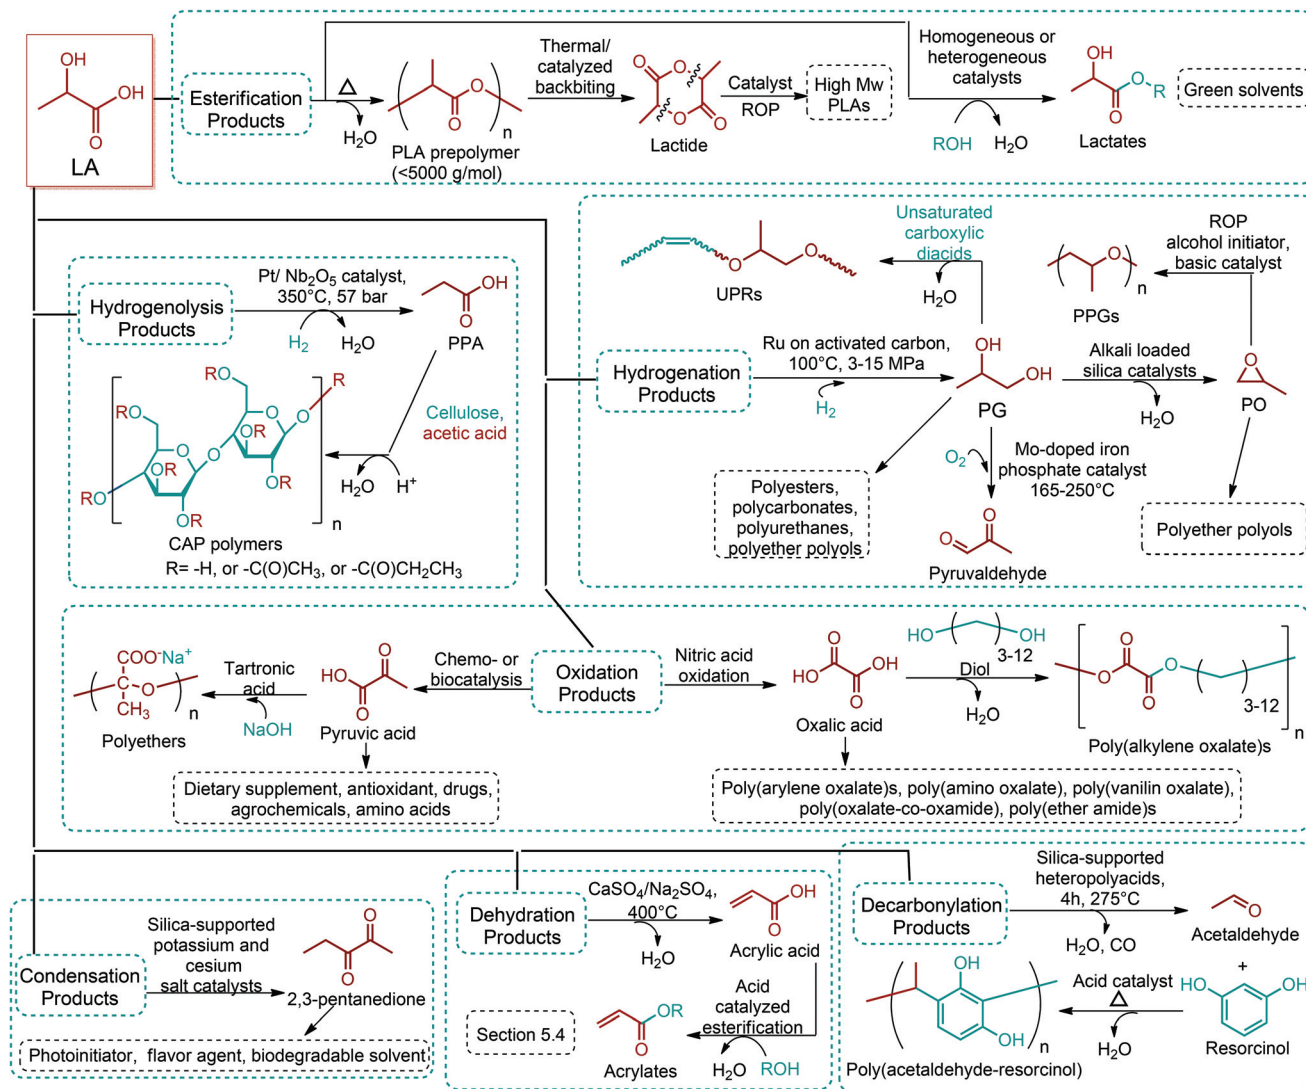 OH
OH
O
LA
Esterification
Products
△
H₂O
O
O
n
PLA prepolymer
(<5000 g/mol)
Thermal/
catalyzed
backbiting
O
O
O
O
Lactide
Catalyst
ROP
High Mw
PLAs
Homogeneous or
heterogeneous
catalysts
ROH
H₂O
OH
O
R
O
Lactates
Green solvents
Hydrogenolysis
Products
Pt/ Nb₂O₅ catalyst,
350°C, 57 bar
H₂
H₂O
OH
O
PPA
Cellulose,
acetic acid
H₂O
H⁺
RO
RO
RO
O
OR
O
O
OR
O
R
OR
OR
OR
O
n
CAP polymers
R= -H, or -C(O)CH₃, or -C(O)CH₂CH₃
Hydrogenation
Products
Ru on activated carbon,
100°C, 3-15 MPa
H₂
OH
OH
PG
Unsaturated
carboxylic
diacids
H₂O
O
O
UPRs
ROP
alcohol initiator,
basic catalyst
O
n
PPGs
Alkali loaded
silica catalysts
H₂O
O
PO
Polyether polyols
Polyesters,
polycarbonates,
polyurethanes,
polyether polyols
O₂
Mo-doped iron
phosphate catalyst
165-250°C
O
O
Pyruvaldehyde
Oxidation
Products
Chemo- or
biocatalysis
O
HO
O
Pyruvic acid
Tartronic
acid
NaOH
COO⁻Na⁺
C
O
CH₃
n
Polyethers
Dietary supplement, antioxidant, drugs,
agrochemicals, amino acids
Nitric acid
oxidation
O
HO
OH
O
Oxalic acid
HO
OH
3-12
Diol
H₂O
O
O
O
O
3-12
n
Poly(alkylene oxalate)s
Poly(arylene oxalate)s, poly(amino oxalate), poly(vanilin oxalate),
poly(oxalate-co-oxamide), poly(ether amide)s
Condensation
Products
Silica-supported
potassium and
cesium
salt catalysts
O
O
2,3-pentanedione
Photoinitiator, flavor agent, biodegradable solvent
Dehydration
Products
CaSO₄/Na₂SO₄,
400°C
H₂O
OH
O
Acrylic acid
Acid
catalyzed
esterification
H₂O
ROH
OR
O
Acrylates
Section 5.4
Decarbonylation
Products
Silica-supported
heteropolyacids,
4h, 275°C
H₂O, CO
O
Acetaldehyde
+
HO
OH
Resorcinol
Acid catalyst
△
H₂O
OH
OH
n
Poly(acetaldehyde-resorcinol)